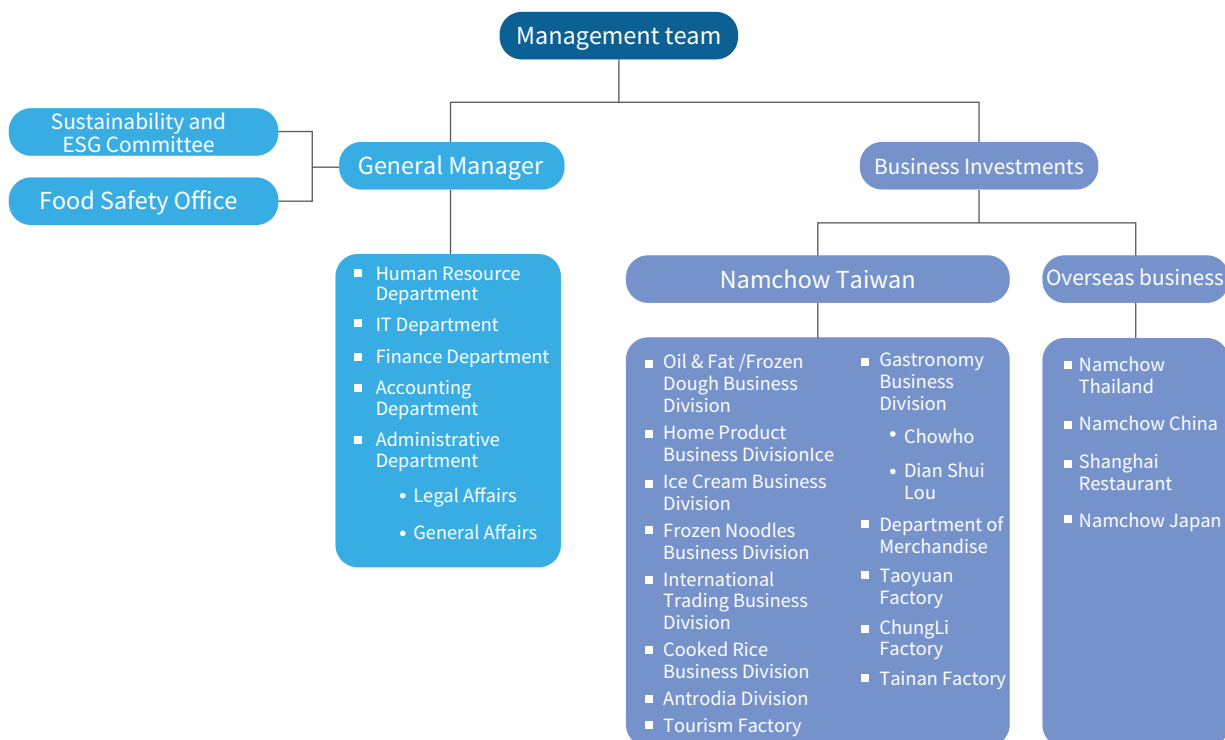 Management team
Sustainability and
ESG Committee
Food Safety Office
General Manager
Business Investments
Human Resource
Department
IT Department
Finance Department
Accounting
Department
Administrative
Department
Legal Affairs
General Affairs
Namchow Taiwan
Oil & Fat /Frozen
Dough Business
Division
Home Product
Business DivisionIce
Ice Cream Business
Division
Frozen Noodles
Business Division
International
Trading Business
Division
Cooked Rice
Business Division
Antrodia Division
Tourism Factory
Gastronomy
Business
Division
Chowho
Dian Shui
Lou
Department of
Merchandise
Taoyuan
Factory
ChungLi
Factory
Tainan Factory
Overseas business
Namchow
Thailand
Namchow China
Shanghai
Restaurant
Namchow Japan